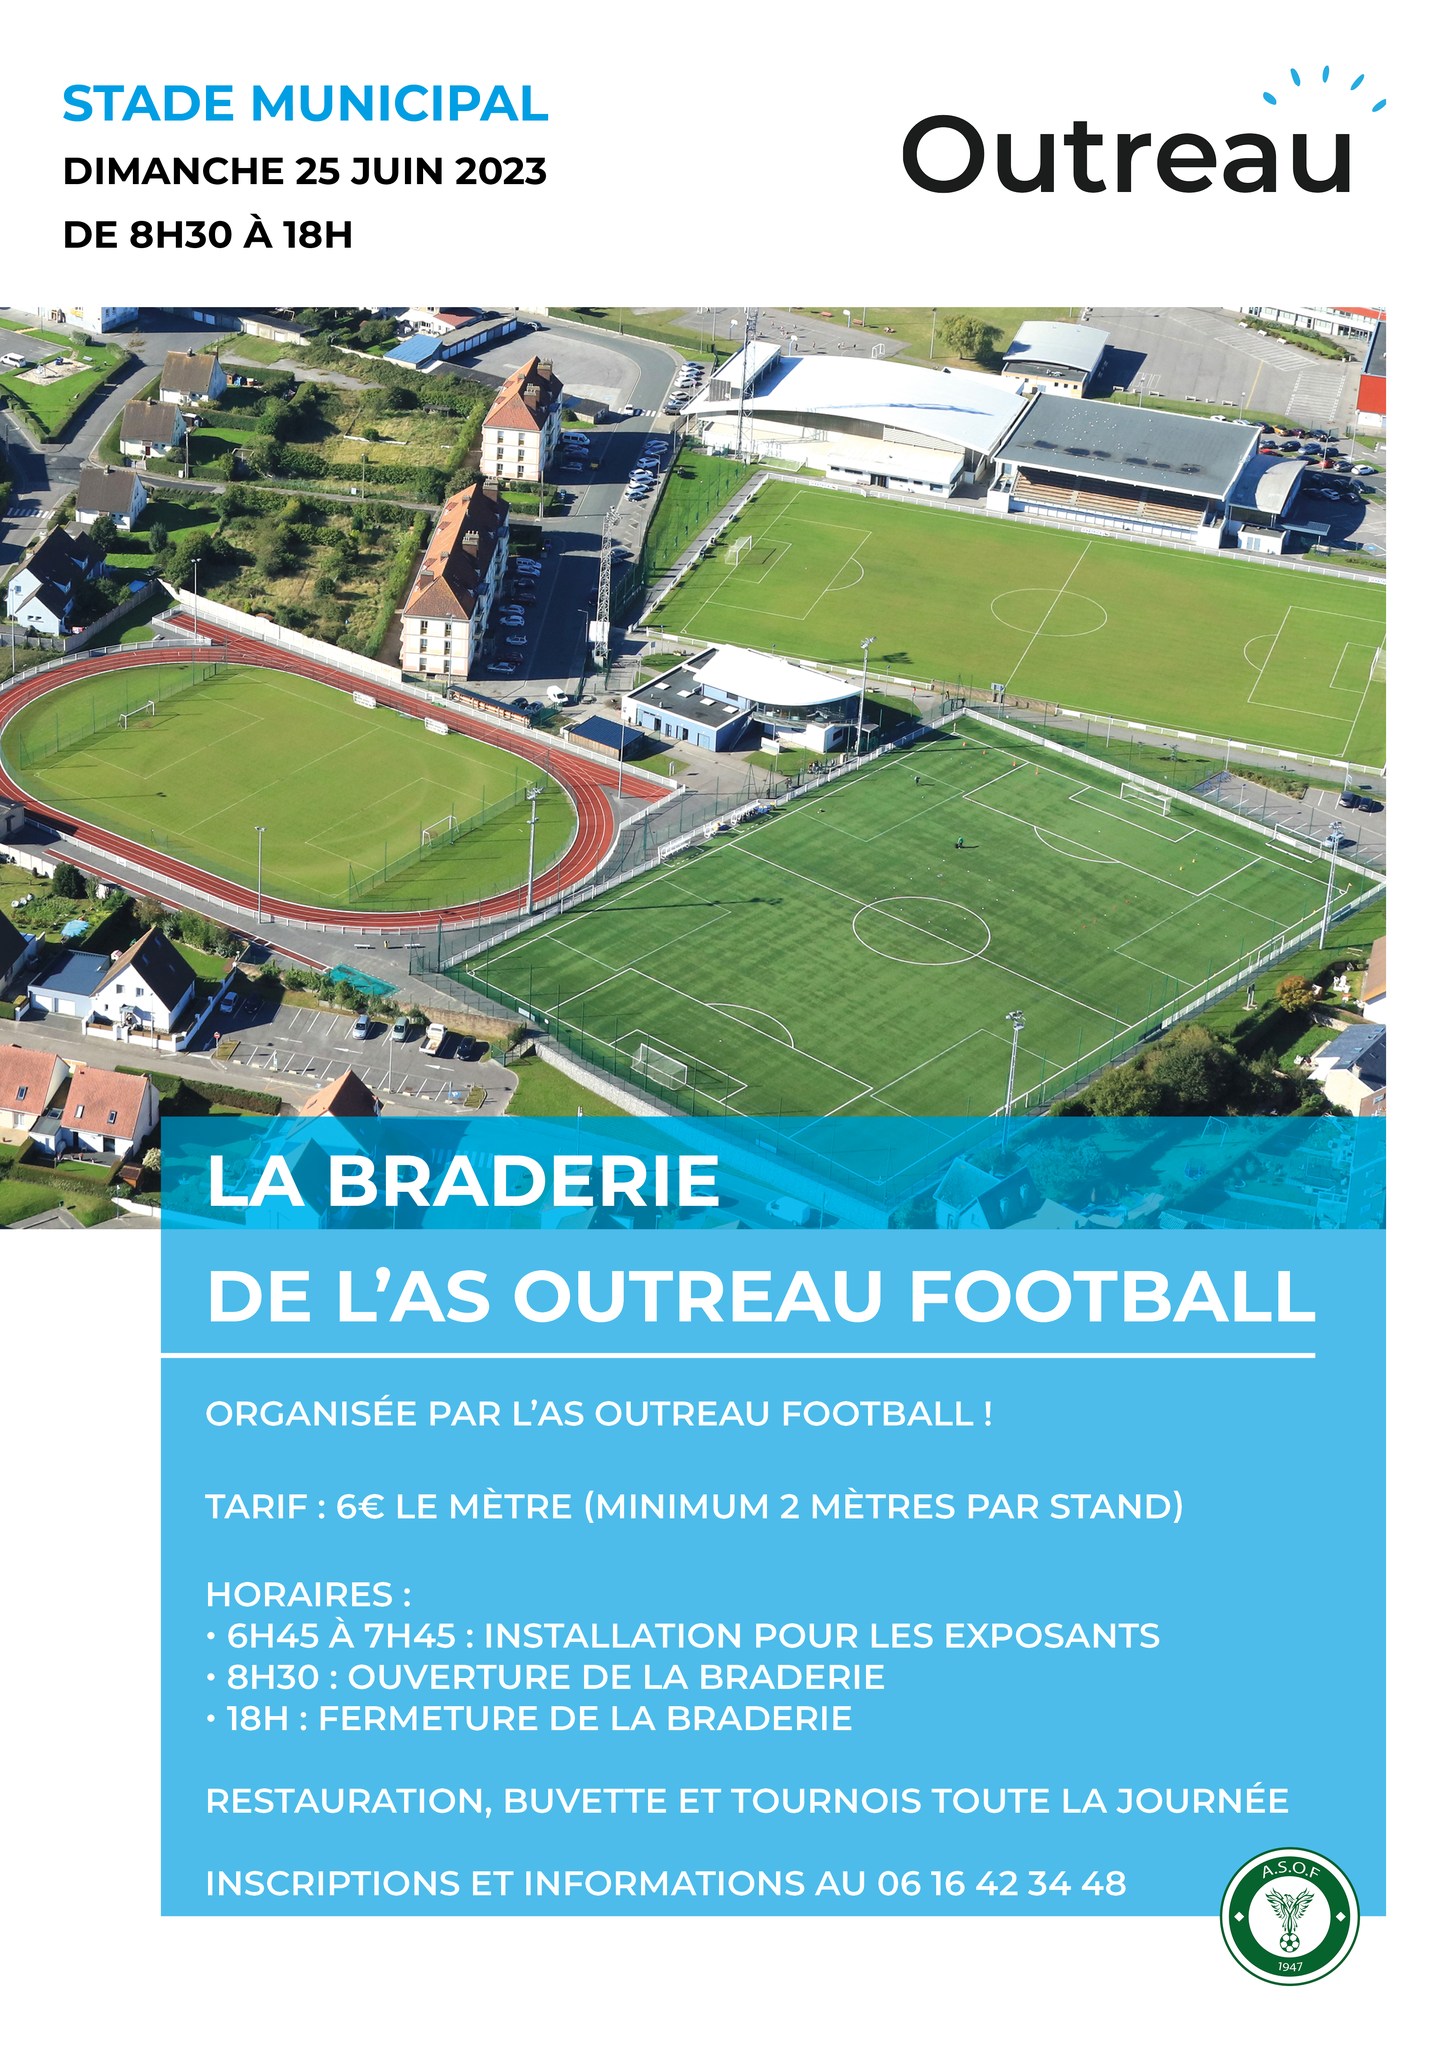 STADE MUNICIPAL
DIMANCHE 25 JUIN 2023
DE 8H30 À 18H
Outreau
LA BRADERIE
DE L'AS OUTREAU FOOTBALL
ORGANISÉE PAR L'AS OUTREAU FOOTBALL !
TARIF : 6€ LE MÈTRE (MINIMUM 2 MÈTRES PAR STAND)
HORAIRES :
• 6H45 À 7H45 : INSTALLATION POUR LES EXPOSANTS
• 8H30 : OUVERTURE DE LA BRADERIE
• 18H : FERMETURE DE LA BRADERIE
RESTAURATION, BUVETTE ET TOURNOIS TOUTE LA JOURNÉE
INSCRIPTIONS ET INFORMATIONS AU 06 16 42 34 48
A.S.O.F
1947